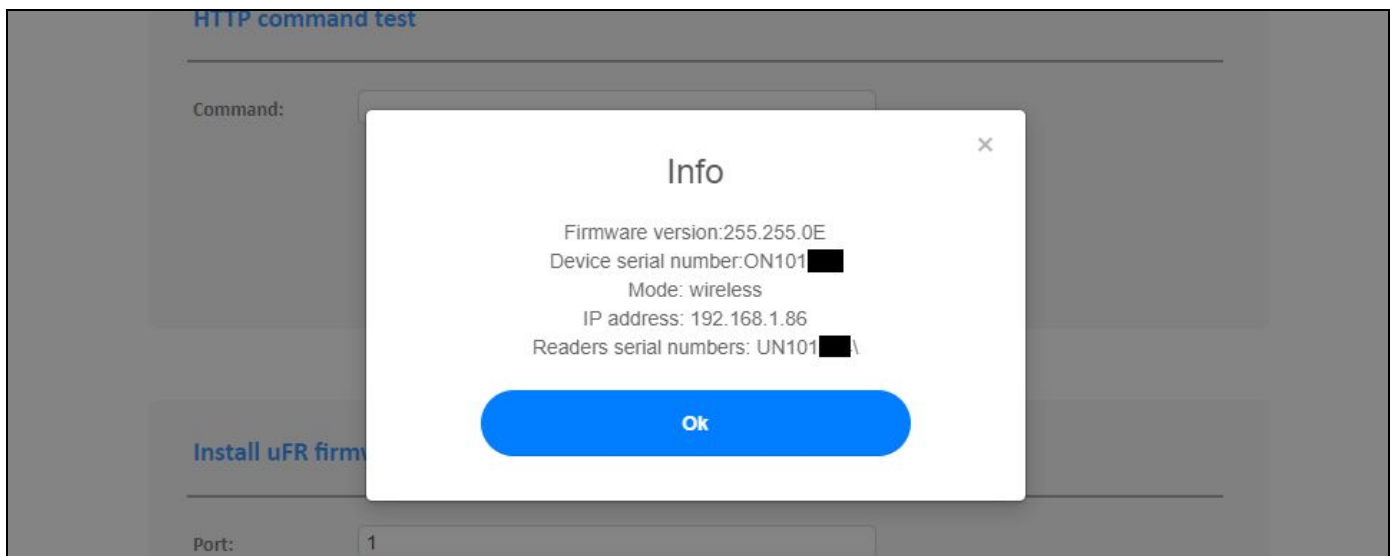 HTTP command test
Command:
Info
×
Firmware version:255.255.0E
Device serial number:ON101
Mode: wireless
IP address: 192.168.1.86
Readers serial numbers: UN101 \
Ok
Install uFR
Port:
1